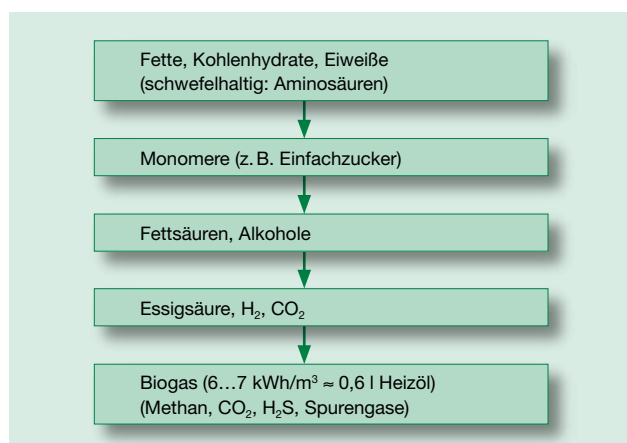 Fette, Kohlenhydrate, Eiweiße
(schwefelhaltig: Aminosäuren)
Monomere (z. B. Einfachzucker)
Fettsäuren, Alkohole
Essigsäure, H₂, CO₂
Biogas (6…7 kWh/m³ ≈ 0,6 l Heizöl)
(Methan, CO₂, H₂S, Spurengase)